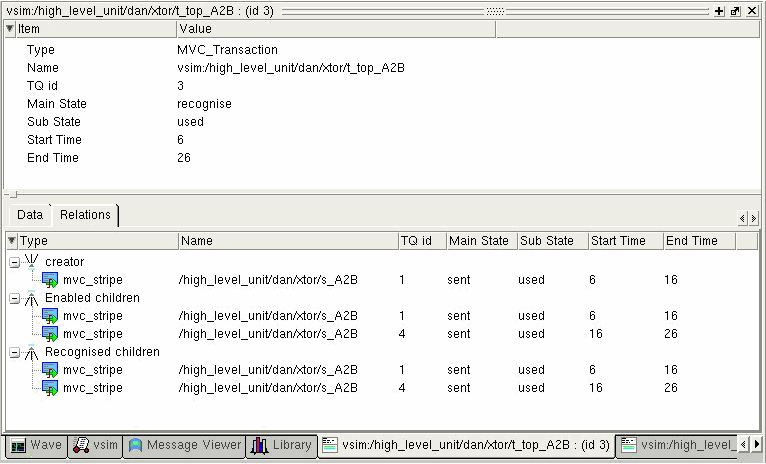 vsim:/high_level_unit/dan/xtor/t_top_A2B : (id 3)
Item Value
Type MVC_Transaction
Name vsim:/high_level_unit/dan/xtor/t_top_A2B
TQ id 3
Main State recognise
Sub State used
Start Time 6
End Time 26
Data Relations
Type Name TQ id Main State Sub State Start Time End Time
creator
mvc_stripe /high_level_unit/dan/xtor/s_A2B 1 sent used 6 16
Enabled children
mvc_stripe /high_level_unit/dan/xtor/s_A2B 1 sent used 6 16
mvc_stripe /high_level_unit/dan/xtor/s_A2B 4 sent used 16 26
Recognised children
mvc_stripe /high_level_unit/dan/xtor/s_A2B 1 sent used 6 16
mvc_stripe /high_level_unit/dan/xtor/s_A2B 4 sent used 16 26
Wave vsim Message Viewer Library vsim:/high_level_unit/dan/xtor/t_top_A2B : (id 3) vsim:/high_level_